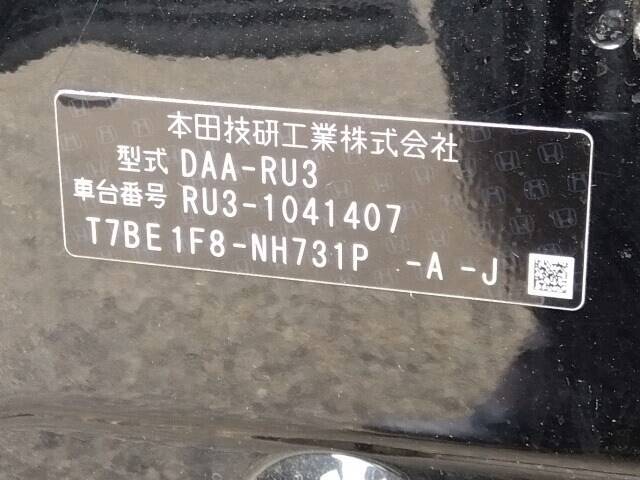 本田技研工業株式会社
型式 DAA-RU3
車台番号 RU3-1041407
T7BE1F8-NH731P -A -J